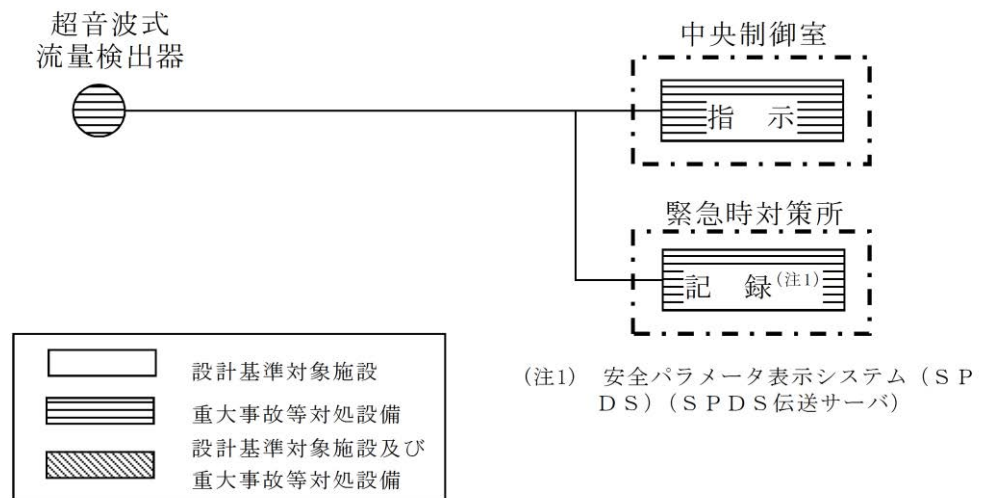 超音波式
流量検出器
中央制御室
指　示
緊急時対策所
記　録(注1)
設計基準対象施設
重大事故等対処設備
設計基準対象施設及び
重大事故等対処設備
(注1)　安全パラメータ表示システム（ＳＰ
ＤＳ）（ＳＰＤＳ伝送サーバ）